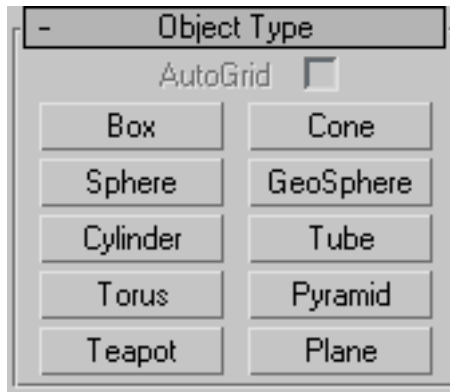 - Object Type
AutoGrid
Box Cone
Sphere GeoSphere
Cylinder Tube
Torus Pyramid
Teapot Plane